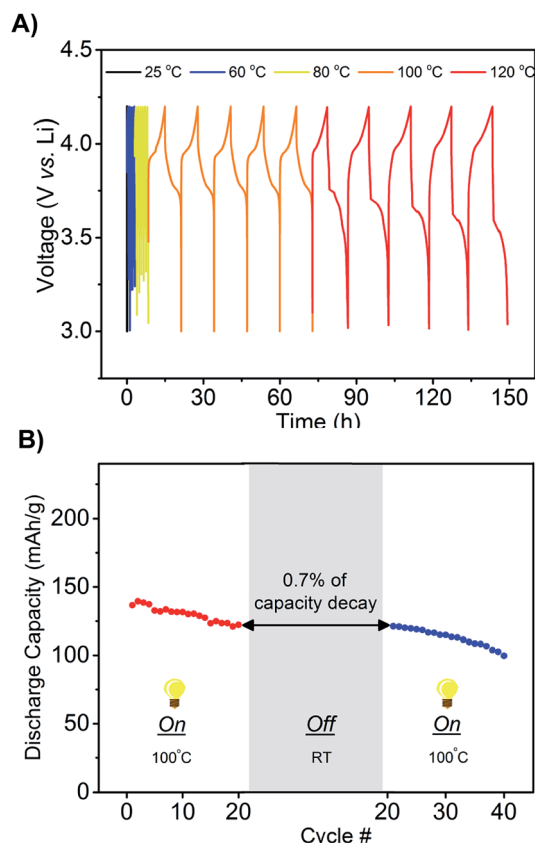 A)
25 °C 60 °C 80 °C 100 °C 120 °C
4.5
4.0
3.5
3.0
Voltage (V vs. Li)
0 30 60 90 120 150
Time (h)
B)
200
150
100
50
0
Discharge Capacity (mAh/g)
0.7% of
capacity decay
On Off On
100°C RT 100°C
0 10 20 20 30 40
Cycle #